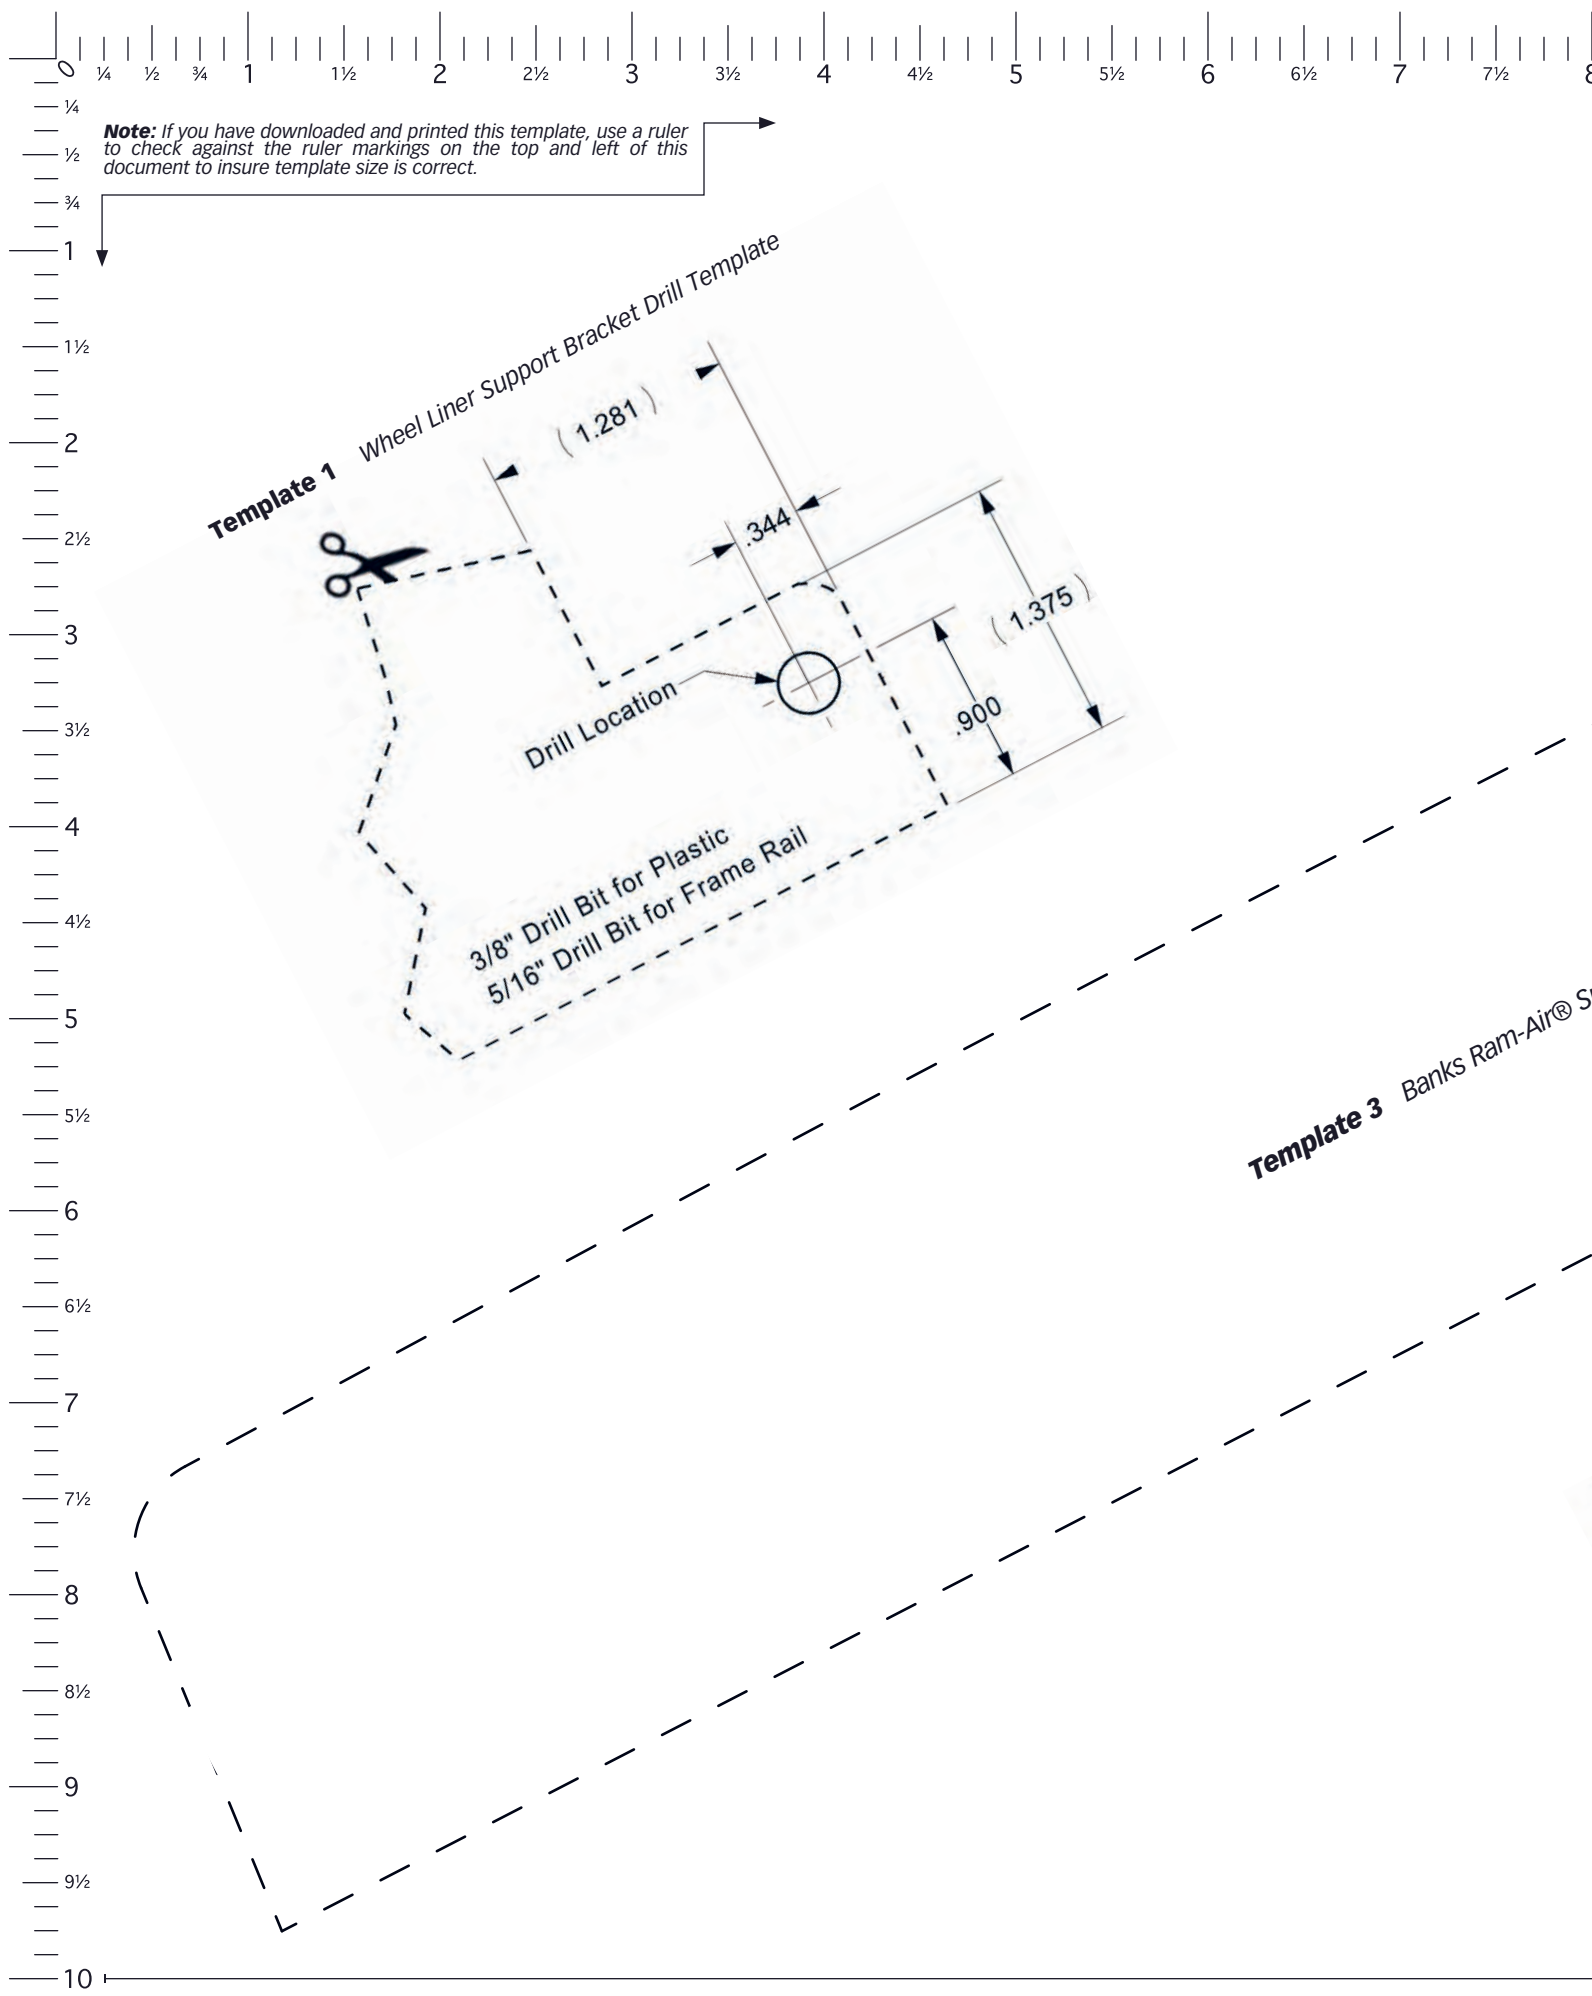 0 ¼ ½ ¾ 1 1½ 2 2½ 3 3½ 4 4½ 5 5½ 6 6½ 7 7½ 8
¼
½
¾
1
1½
2
2½
3
3½
4
4½
5
5½
6
6½
7
7½
8
8½
9
9½
10
Note: If you have downloaded and printed this template, use a ruler
to check against the ruler markings on the top and left of this
document to insure template size is correct.
Template 1 Wheel Liner Support Bracket Drill Template
( 1.281 )
.344
( 1.375 )
.900
Drill Location
3/8" Drill Bit for Plastic
5/16" Drill Bit for Frame Rail
Template 3 Banks Ram-Air®